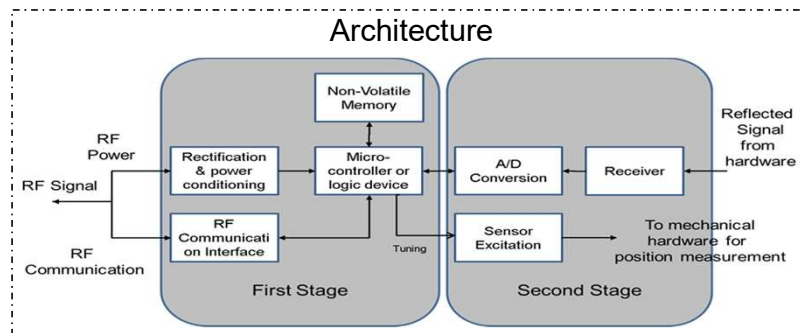 Architecture
Non-Volatile
Memory
Reflected
Signal
from
hardware
RF
Power
Rectification
& power
conditioning
Micro-
controller or
logic device
A/D
Conversion
Receiver
RF Signal
RF
Communicati
on Interface
Sensor
Excitation
To mechanical
hardware for
position measurement
Tuning
RF
Communication
First Stage
Second Stage